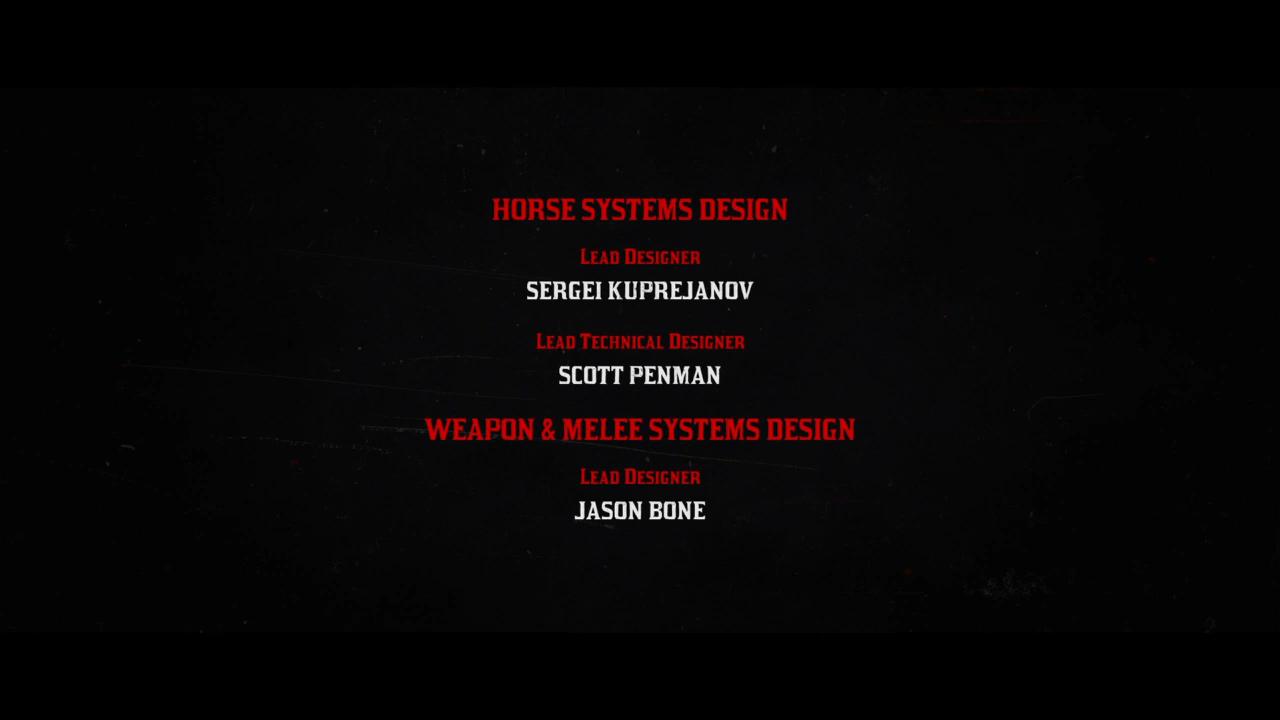 HORSE SYSTEMS DESIGN
LEAD DESIGNER
SERGEI KUPREJANOV
LEAD TECHNICAL DESIGNER
SCOTT PENMAN
WEAPON & MELEE SYSTEMS DESIGN
LEAD DESIGNER
JASON BONE